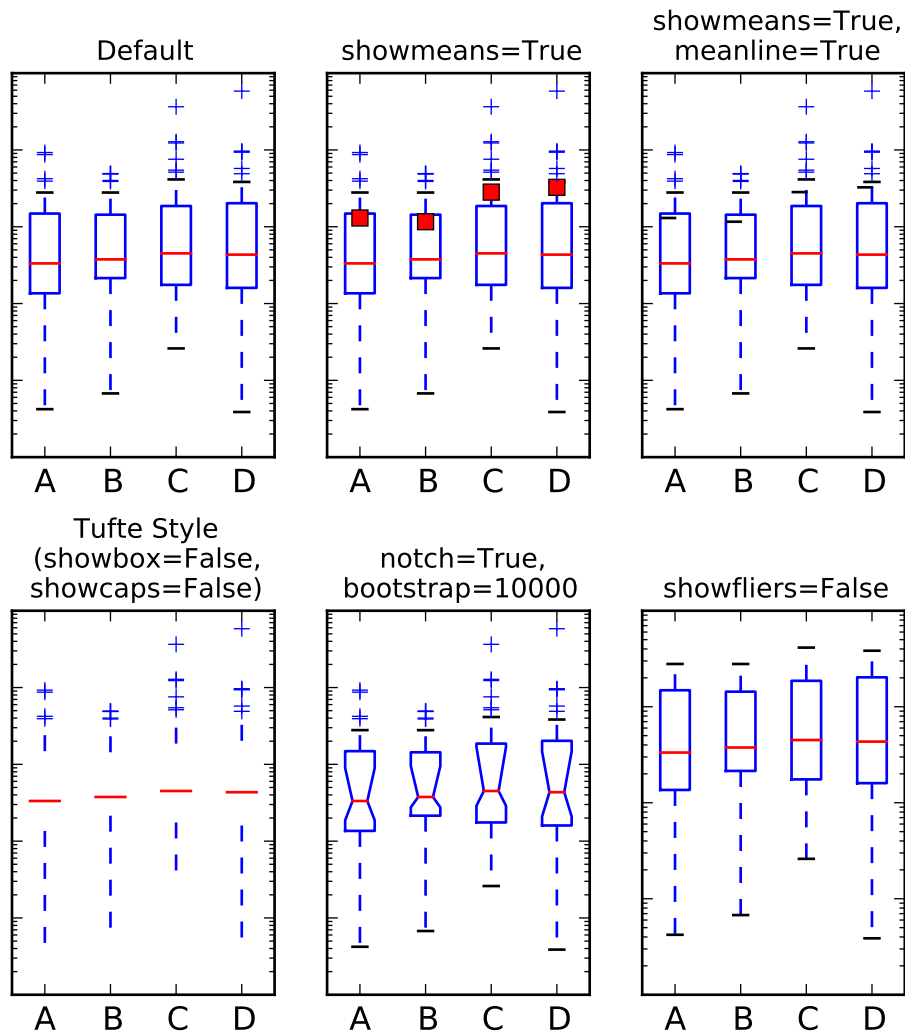 Default
showmeans=True
showmeans=True,
meanline=True
A B C D
A B C D
A B C D
Tufte Style
(showbox=False,
showcaps=False)
notch=True,
bootstrap=10000
showfliers=False
A B C D
A B C D
A B C D